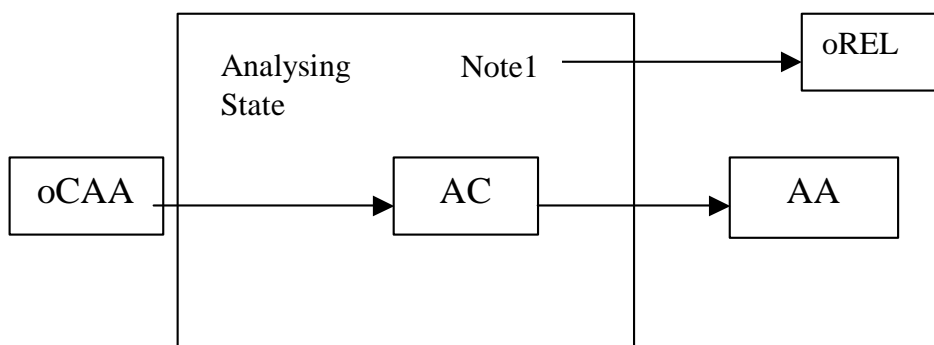 Analysing
State
Note1
oREL
oCAA
AC
AA